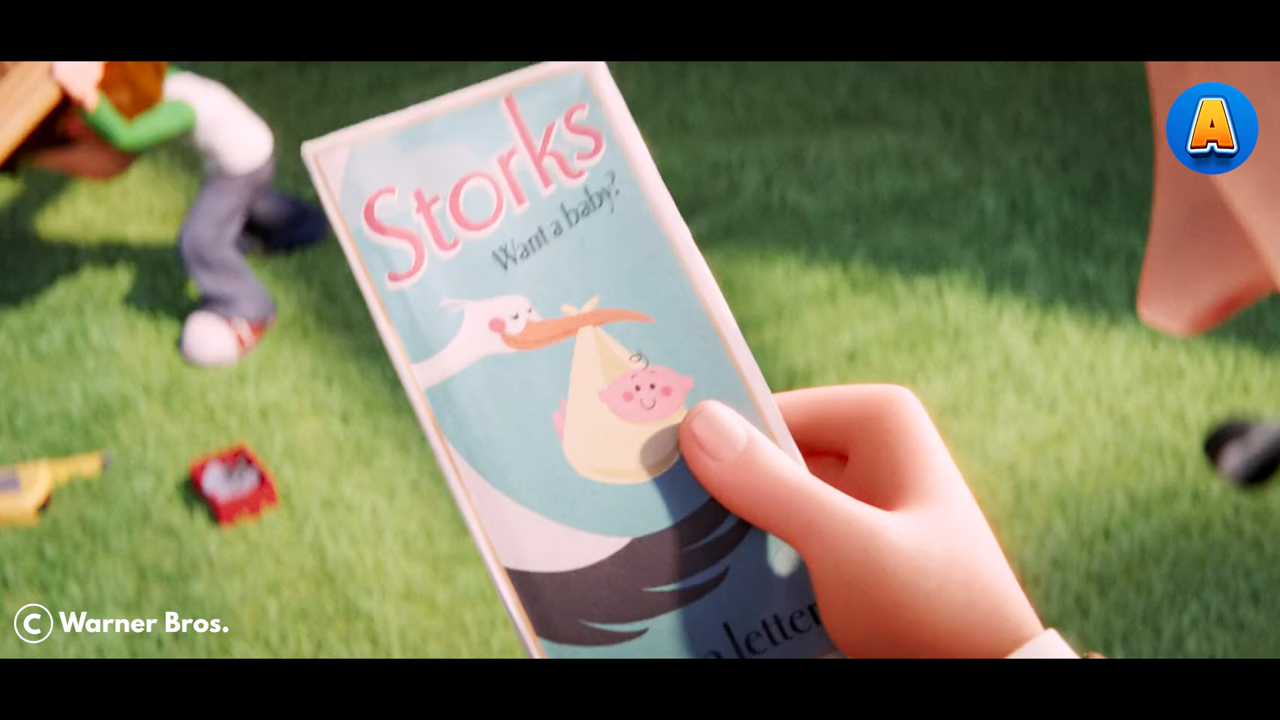 A
Storks
Want a baby?
a letter
© Warner Bros.